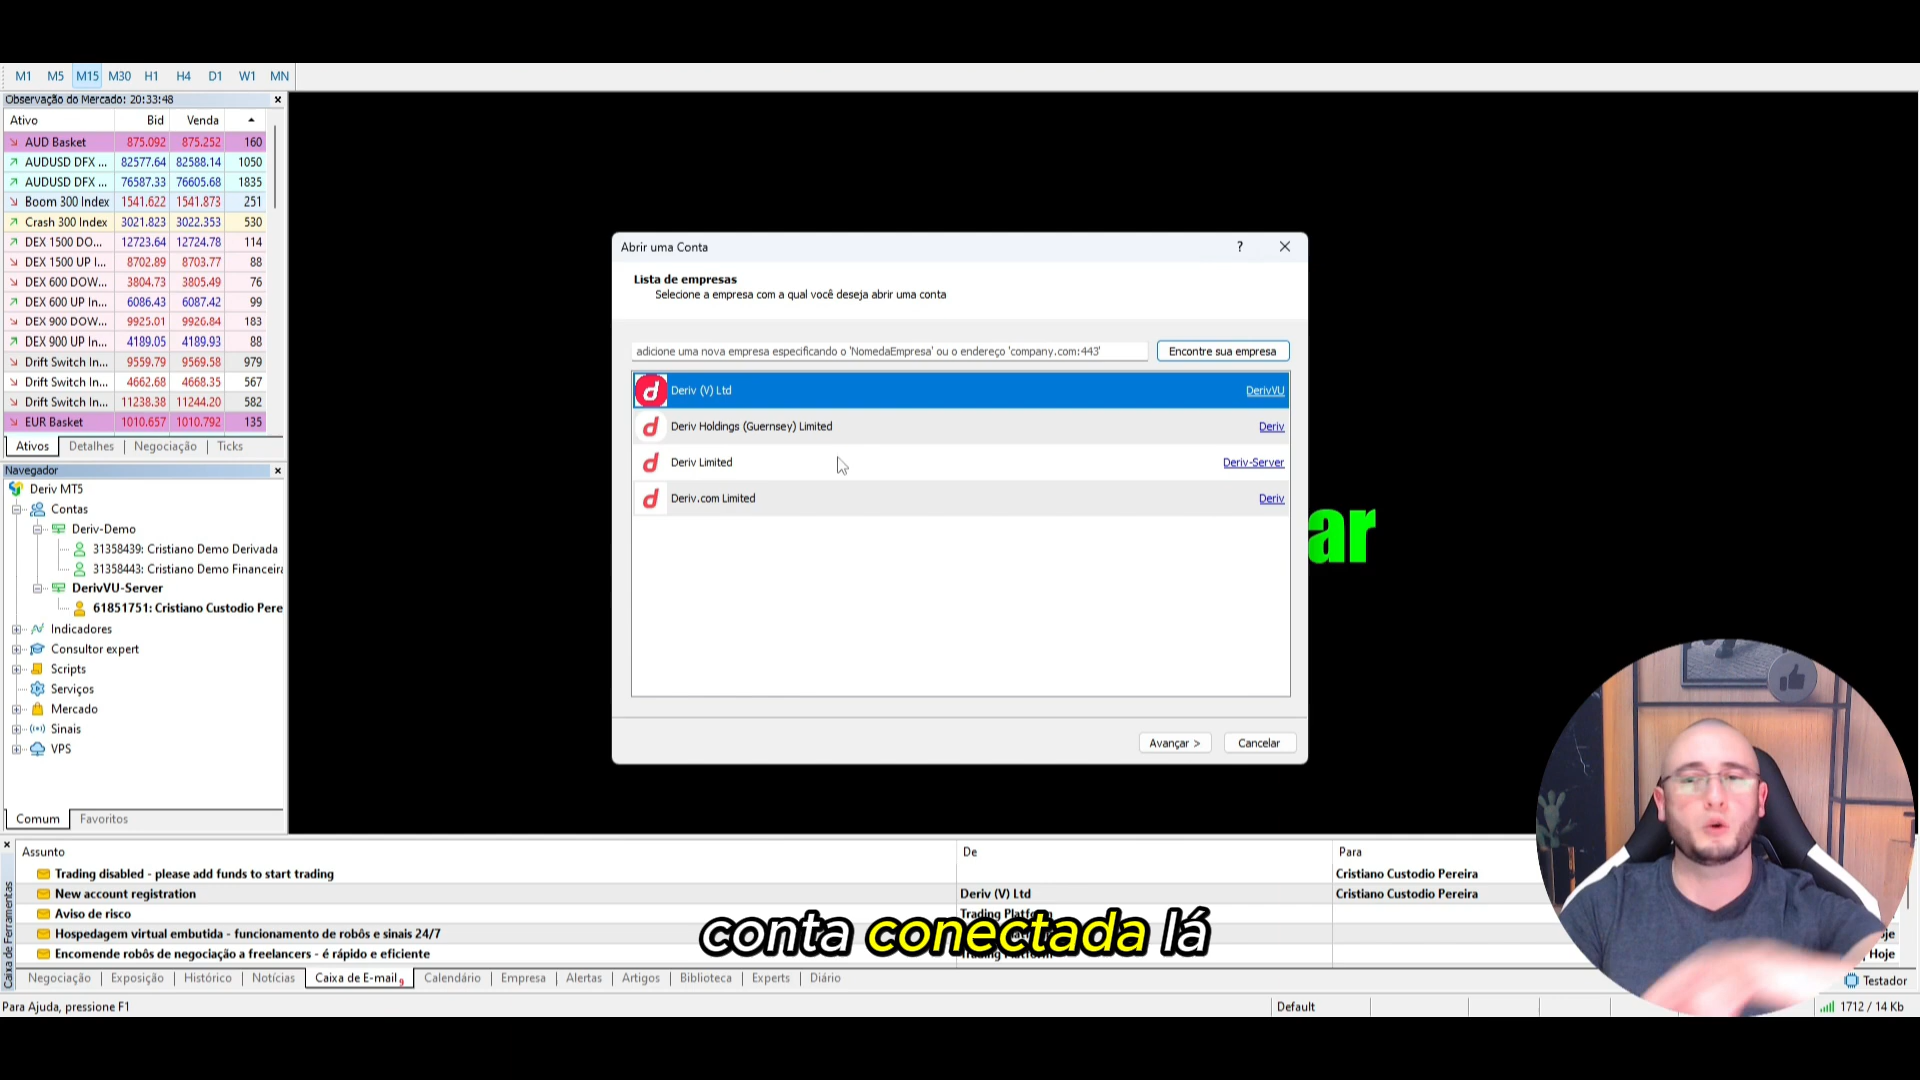 M1 M5 M15 M30 H1 H4 D1 W1 MN
Observação do Mercado: 20:33:48
Ativo Bid Venda
AUD Basket 875.092 875.252 160
AUDUSD DFX ... 82577.64 82588.14 1050
AUDUSD DFX ... 76587.33 76605.68 1835
Boom 300 Index 1541.622 1541.873 251
Crash 300 Index 3021.823 3022.353 530
DEX 1500 DO... 12723.64 12724.78 114
DEX 1500 UP I... 8702.89 8703.77 88
DEX 600 DOW... 3804.73 3805.49 76
DEX 600 UP In... 6086.43 6087.42 99
DEX 900 DOW... 9925.01 9926.84 183
DEX 900 UP In... 4189.05 4189.93 88
Drift Switch In... 9559.79 9569.58 979
Drift Switch In... 4662.68 4668.35 567
Drift Switch In... 11238.38 11244.20 582
EUR Basket 1010.657 1010.792 135
Ativos Detalhes Negociação Ticks
Navegador
Deriv MT5
Contas
Deriv-Demo
31358439: Cristiano Demo Derivada
31358443: Cristiano Demo Financeira
DerivVU-Server
61851751: Cristiano Custodio Pere
Indicadores
Consultor expert
Scripts
Serviços
Mercado
Sinais
VPS
Comum Favoritos
Abrir uma Conta ?
Lista de empresas
Selecione a empresa com a qual você deseja abrir uma conta
adicione uma nova empresa especificando o 'NomedaEmpresa' ou o endereço 'company.com:443'
Encontre sua empresa
Deriv (V) Ltd DerivVU
Deriv Holdings (Guernsey) Limited Deriv
Deriv Limited Deriv-Server
Deriv.com Limited Deriv
Avançar > Cancelar
ar
Caixa de Ferramentas
Assunto De Para
Trading disabled - please add funds to start trading Cristiano Custodio Pereira
New account registration Deriv (V) Ltd Cristiano Custodio Pereira
Aviso de risco Trading Platform
Hospedagem virtual embutida - funcionamento de robôs e sinais 24/7
Encomende robôs de negociação a freelancers - é rápido e eficiente Trading Platform Hoje
conta conectada lá
Negociação Exposição Histórico Notícias Caixa de E-mail 9 Calendário Empresa Alertas Artigos Biblioteca Experts Diário
Testador
Para Ajuda, pressione F1 Default 1712 / 14 Kb